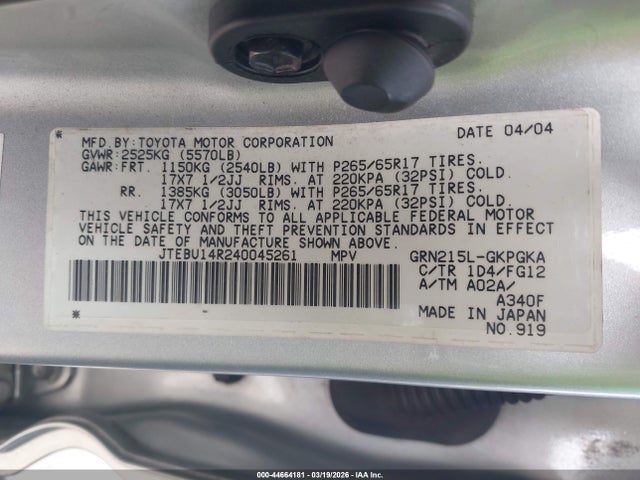 MFD.BY:TOYOTA MOTOR CORPORATION DATE 04/04
GVWR:2525KG (5570LB)
GAWR:FRT. 1150KG (2540LB) WITH P265/65R17 TIRES.
17X7 1/2JJ RIMS. AT 220KPA (32PSI) COLD.
RR. 1385KG (3050LB) WITH P265/65R17 TIRES.
17X7 1/2JJ RIMS. AT 220KPA (32PSI) COLD.
THIS VEHICLE CONFORMS TO ALL APPLICABLE FEDERAL MOTOR
VEHICLE SAFETY AND THEFT PREVENTION STANDARDS IN EFFECT
ON THE DATE OF MANUFACTURE SHOWN ABOVE.
JTEBU14R240045261 MPV GRN215L-GKPGKA
C/TR 1D4/FG12
A/TM A02A/
A340F
MADE IN JAPAN
NO.919
000-44664181 - 03/19/2026 - IAA Inc.